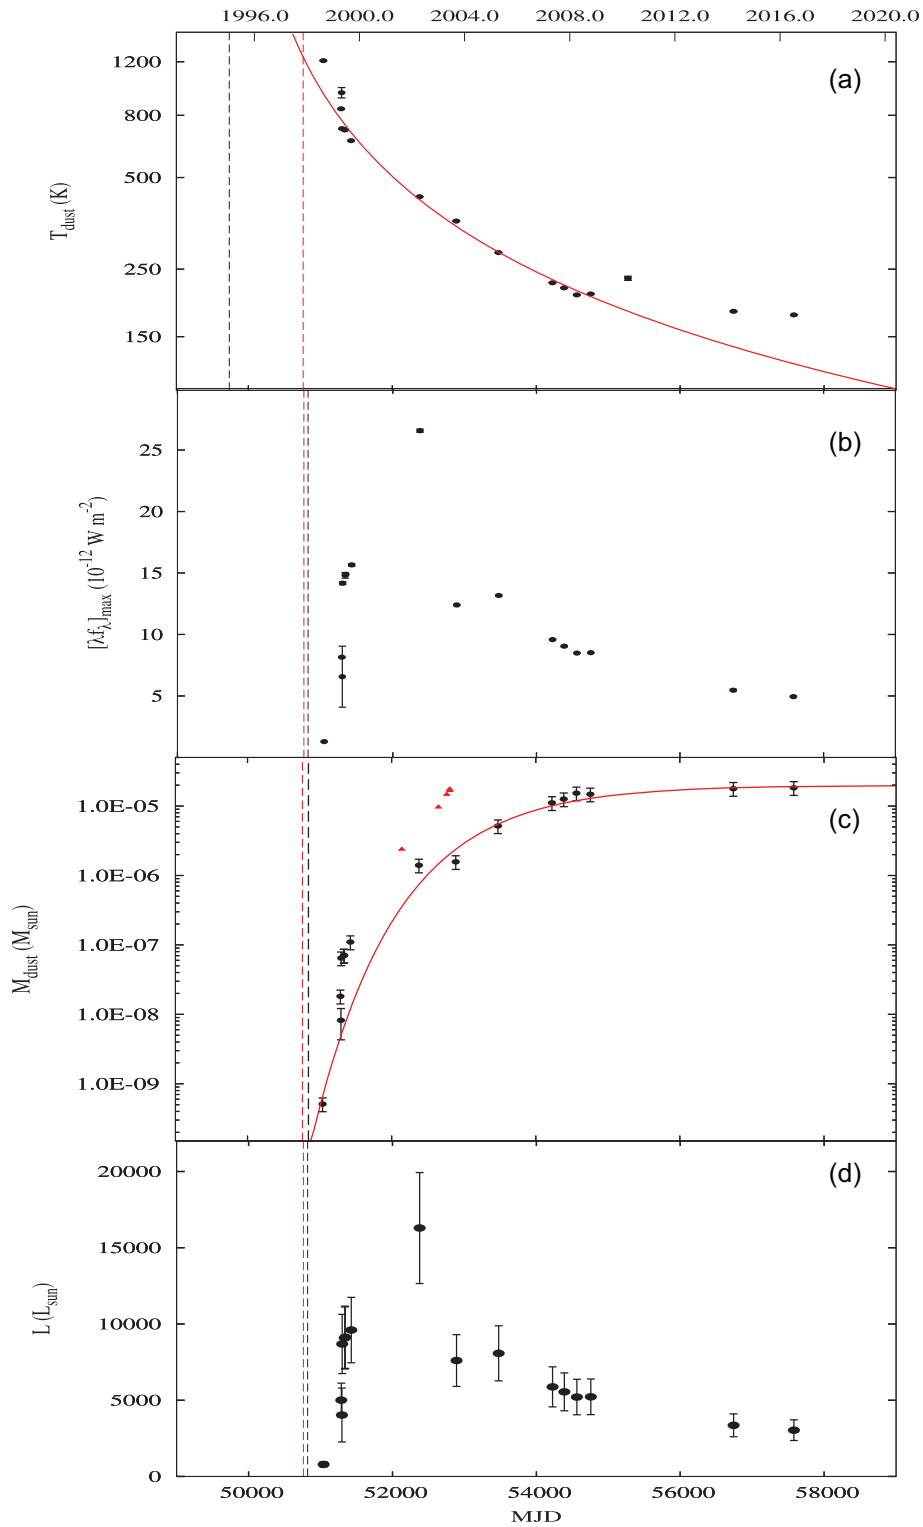 1996.0 2000.0 2004.0 2008.0 2012.0 2016.0 2020.0
(a)
1200
800
500
250
150
T_dust (K)
(b)
25
20
15
10
5
[λf_λ]_max (10^-12 W m^-2)
(c)
1.0E-05
1.0E-06
1.0E-07
1.0E-08
1.0E-09
M_dust (M_sun)
(d)
20000
15000
10000
5000
0
L (L_sun)
50000 52000 54000 56000 58000
MJD